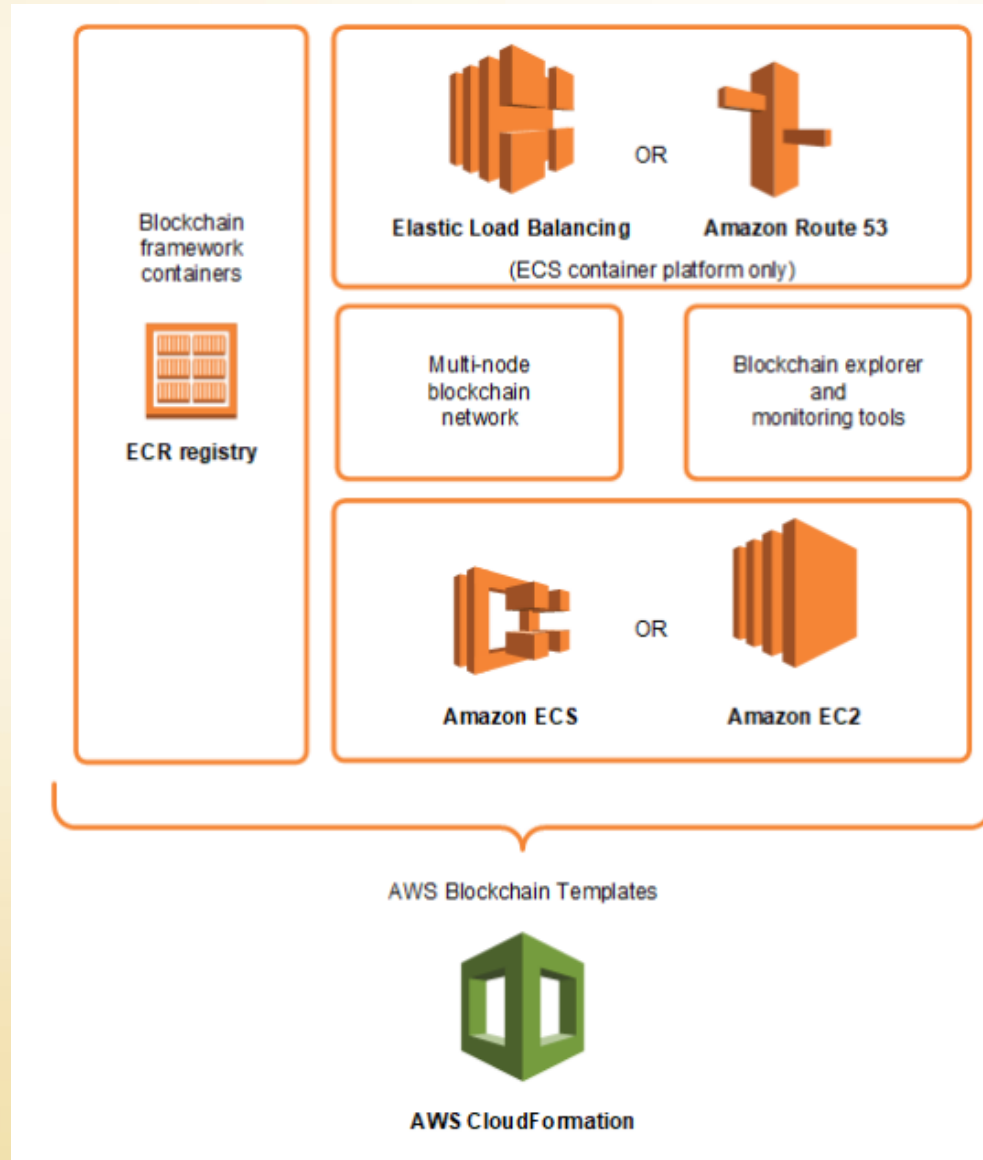 Blockchain
framework
containers
ECR registry
OR
Elastic Load Balancing
Amazon Route 53
(ECS container platform only)
Multi-node
blockchain
network
Blockchain explorer
and
monitoring tools
OR
Amazon ECS
Amazon EC2
AWS Blockchain Templates
AWS CloudFormation